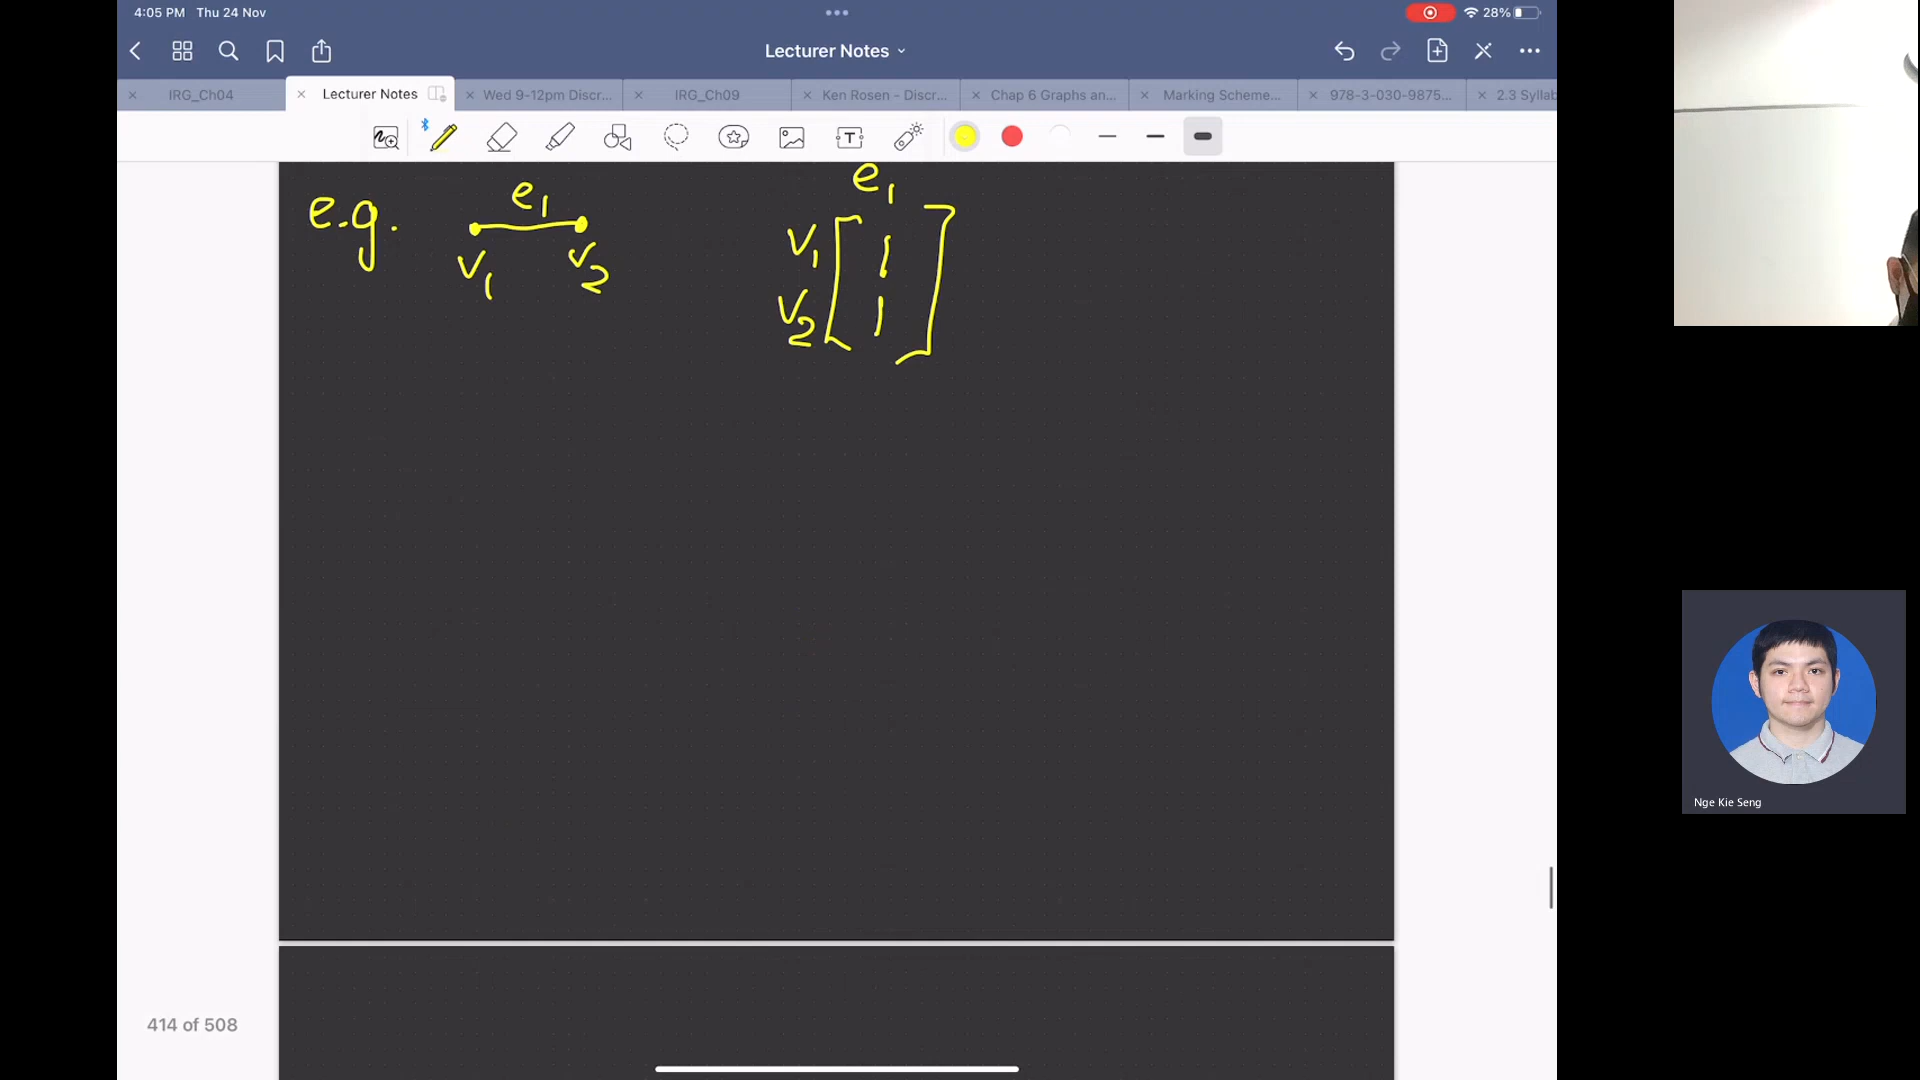 4:05 PM Thu 24 Nov
28%
Lecturer Notes
IRG_Ch04
Lecturer Notes
Wed 9-12pm Discr...
IRG_Ch09
Ken Rosen - Discr...
Chap 6 Graphs an...
Marking Scheme...
978-3-030-9875...
2.3 Syllab
T
e.g.
e1
v1 v2
e1
v1 [ 1 ]
v2 [ 1 ]
Nge Kie Seng
414 of 508